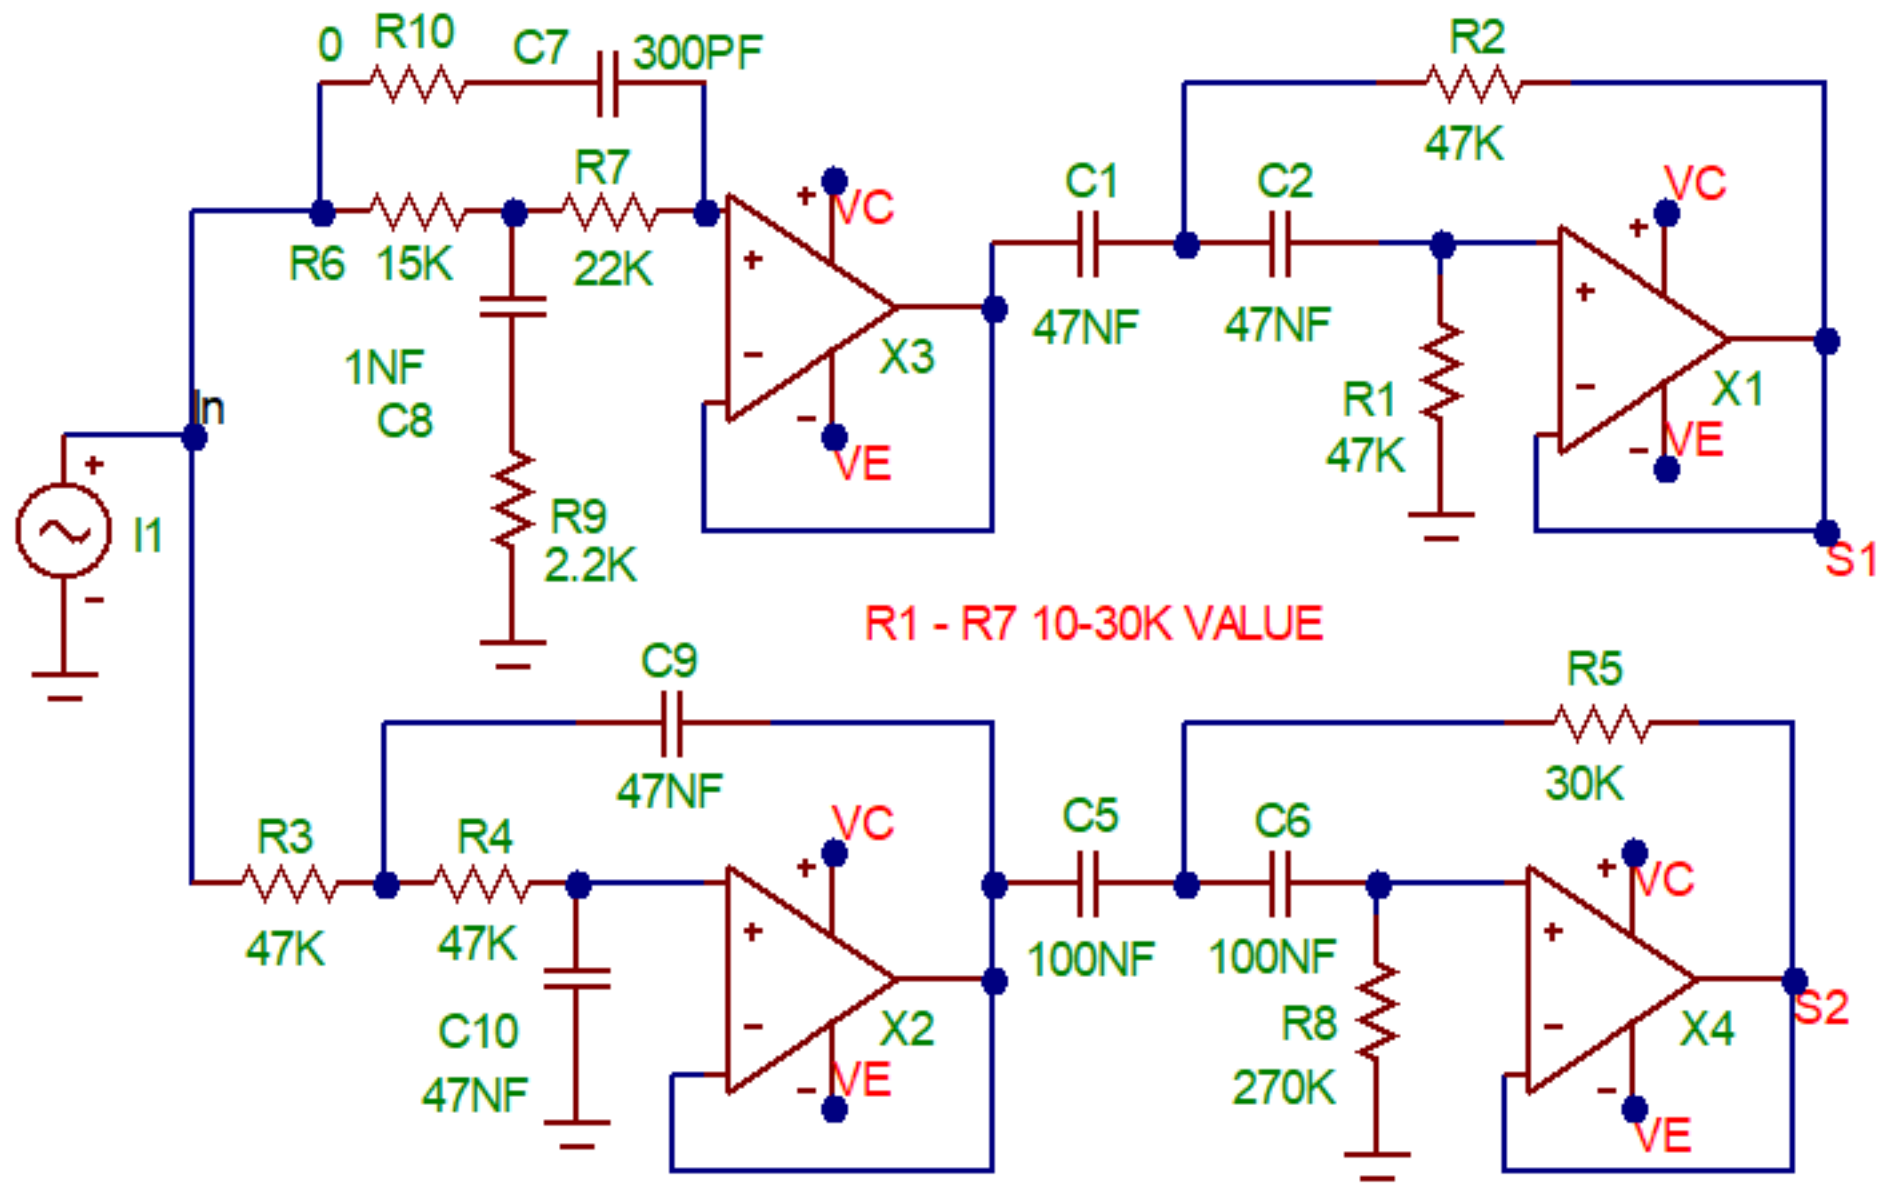 0 R10 C7 300PF
R2
47K
R7
R6 15K 22K
+ VC
C1 C2
47NF 47NF
+ VC
+
-
X3
1NF
C8
In
+
-
I1
- VE
R9
2.2K
+
-
X1
R1
47K
- VE
S1
R1 - R7 10-30K VALUE
C9
47NF
R5
30K
R3 R4
47K 47K
+ VC
C5 C6
100NF 100NF
+ VC
+
-
X2
C10
47NF
- VE
R8
270K
+
-
X4
S2
- VE